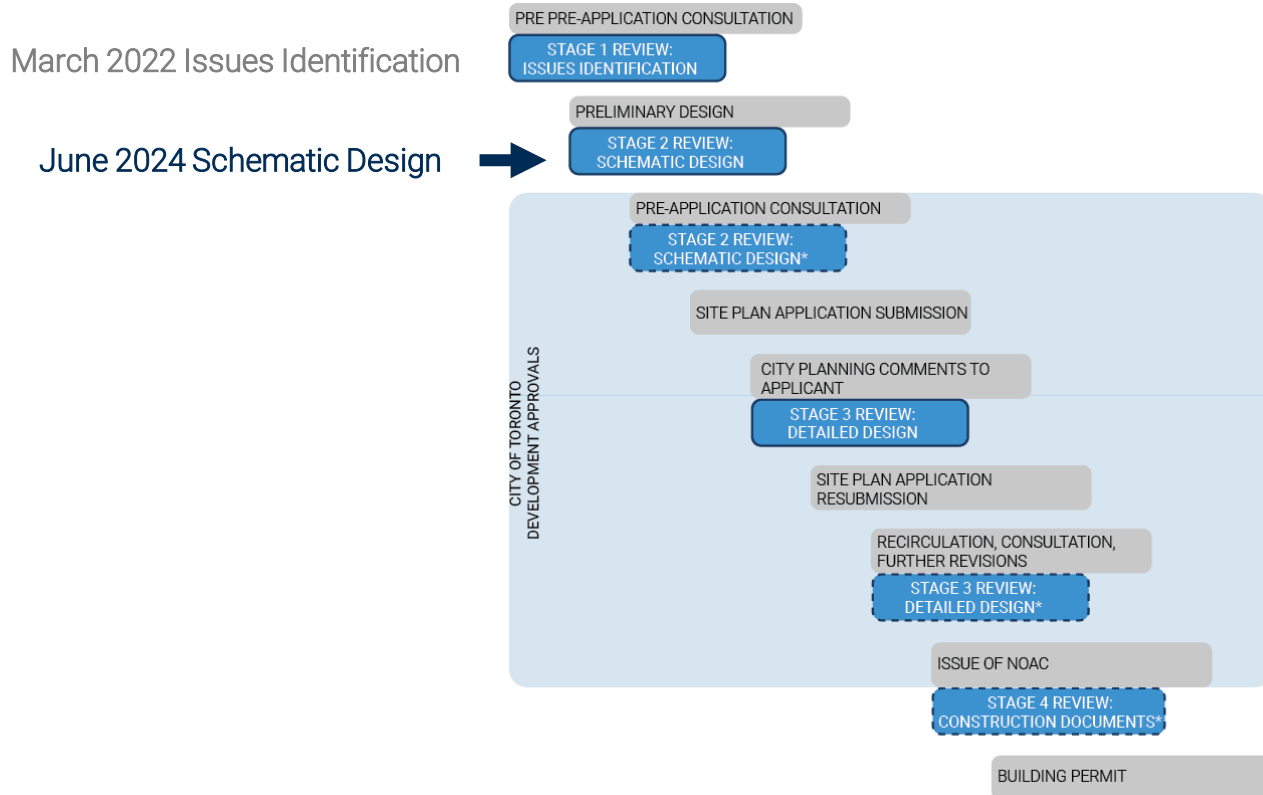 PRE PRE-APPLICATION CONSULTATION
STAGE 1 REVIEW:
ISSUES IDENTIFICATION
March 2022 Issues Identification
PRELIMINARY DESIGN
STAGE 2 REVIEW:
SCHEMATIC DESIGN
June 2024 Schematic Design
PRE-APPLICATION CONSULTATION
STAGE 2 REVIEW:
SCHEMATIC DESIGN*
SITE PLAN APPLICATION SUBMISSION
CITY OF TORONTO
DEVELOPMENT APPROVALS
CITY PLANNING COMMENTS TO
APPLICANT
STAGE 3 REVIEW:
DETAILED DESIGN
SITE PLAN APPLICATION
RESUBMISSION
RECIRCULATION, CONSULTATION,
FURTHER REVISIONS
STAGE 3 REVIEW:
DETAILED DESIGN*
ISSUE OF NOAC
STAGE 4 REVIEW:
CONSTRUCTION DOCUMENTS*
BUILDING PERMIT